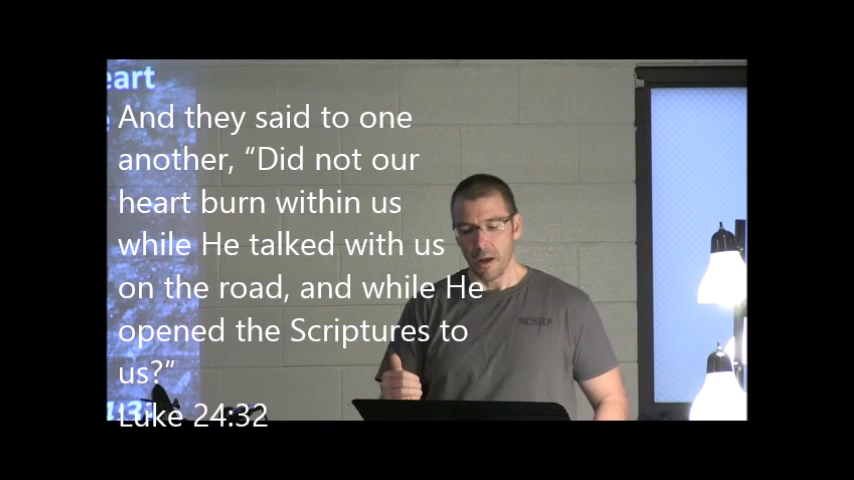 eart
And they said to one
another, “Did not our
heart burn within us
while He talked with us
on the road, and while He
opened the Scriptures to
us?”
Luke 24:32